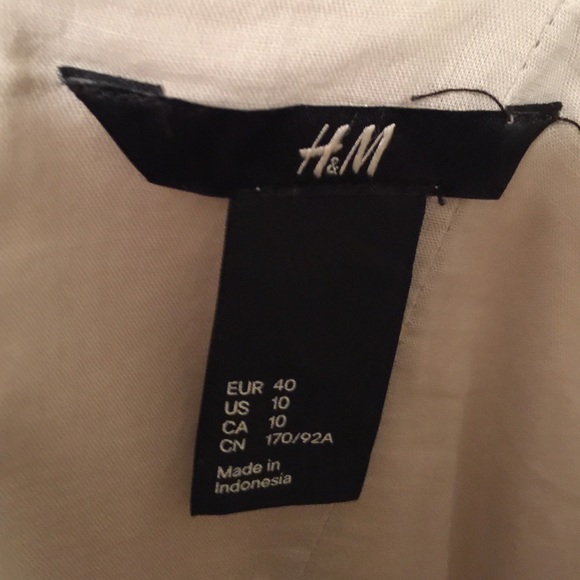 H&M
EUR 40
US 10
CA 10
CN 170/92A
Made in
Indonesia